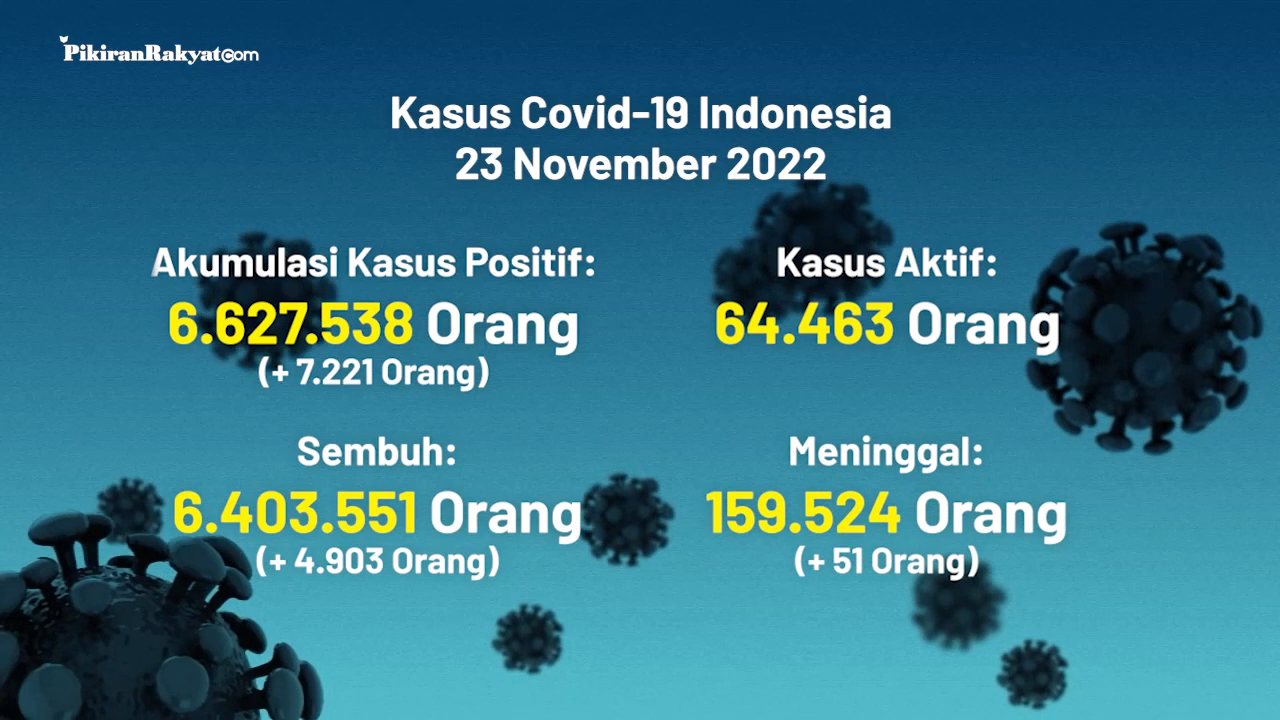 PikiranRakyat.com
Kasus Covid-19 Indonesia
23 November 2022
Akumulasi Kasus Positif:
6.627.538 Orang
(+ 7.221 Orang)
Kasus Aktif:
64.463 Orang
Sembuh:
6.403.551 Orang
(+ 4.903 Orang)
Meninggal:
159.524 Orang
(+ 51 Orang)